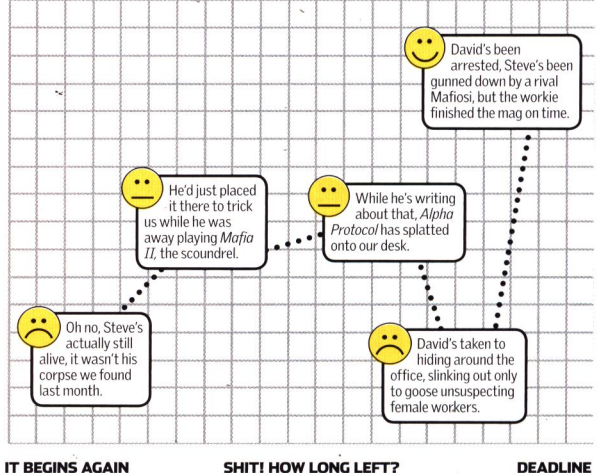 Oh no, Steve's
actually still
alive, it wasn't his
corpse we found
last month.
He'd just placed
it there to trick
us while he was
away playing Mafia
II, the scoundrel.
While he's writing
about that, Alpha
Protocol has splatted
onto our desk.
David's taken to
hiding around the
office, slinking out only
to goose unsuspecting
female workers.
David's been
arrested, Steve's been
gunned down by a rival
Mafiosi, but the workie
finished the mag on time.
IT BEGINS AGAIN
SHIT! HOW LONG LEFT?
DEADLINE